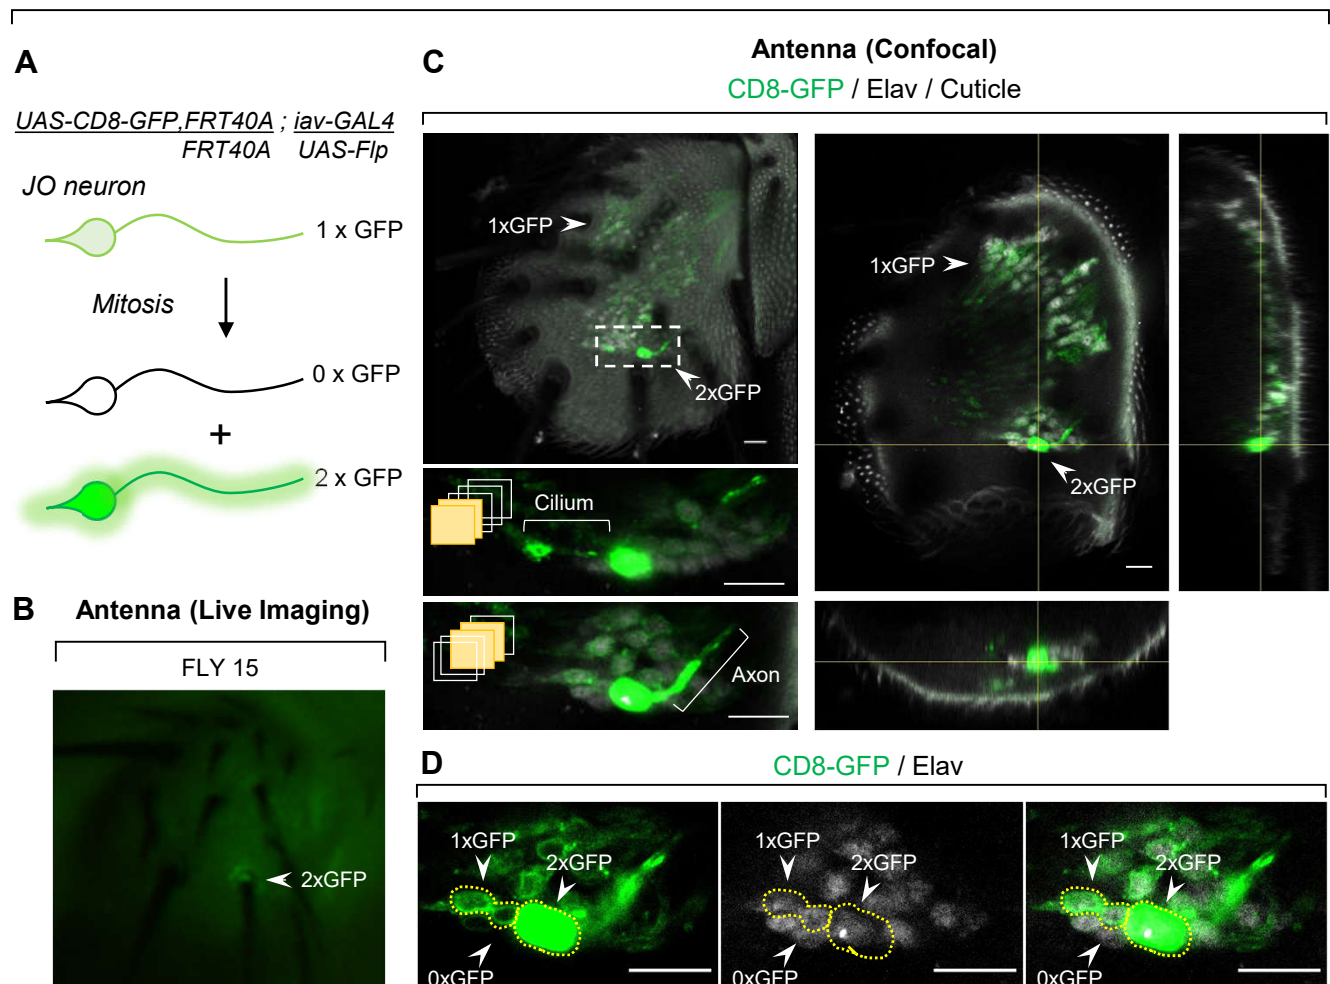 A
UAS-CD8-GFP,FRT40A ; iav-GAL4
FRT40A UAS-Flp
JO neuron
1 x GFP
Mitosis
0 x GFP
+
2 x GFP
B
Antenna (Live Imaging)
FLY 15
2xGFP
C
Antenna (Confocal)
CD8-GFP / Elav / Cuticle
1xGFP
2xGFP
Cilium
Axon
1xGFP
2xGFP
D
CD8-GFP / Elav
1xGFP
2xGFP
0xGFP
1xGFP
2xGFP
0xGFP
1xGFP
2xGFP
0xGFP